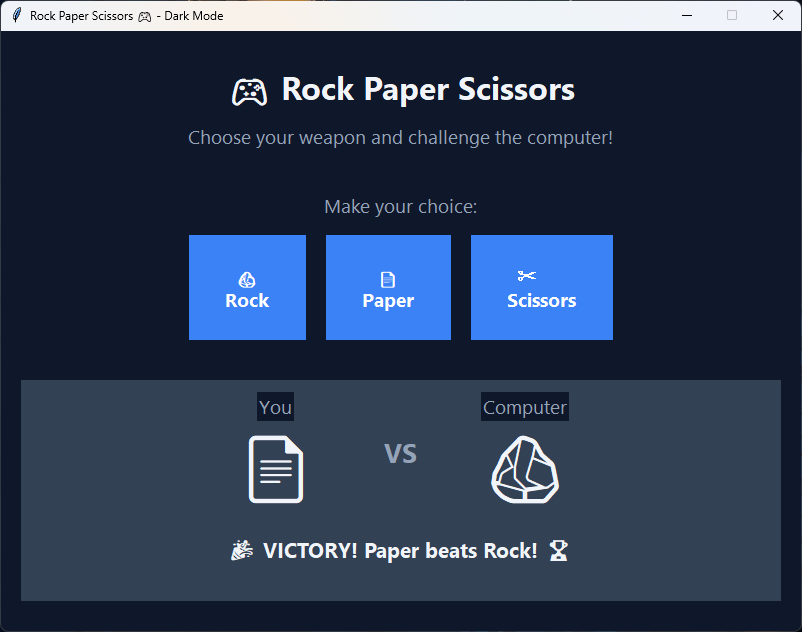 Rock Paper Scissors 🎮 - Dark Mode
🎮 Rock Paper Scissors
Choose your weapon and challenge the computer!
Make your choice:
Rock
Paper
Scissors
You
Computer
VS
🎉 VICTORY! Paper beats Rock! 🏆